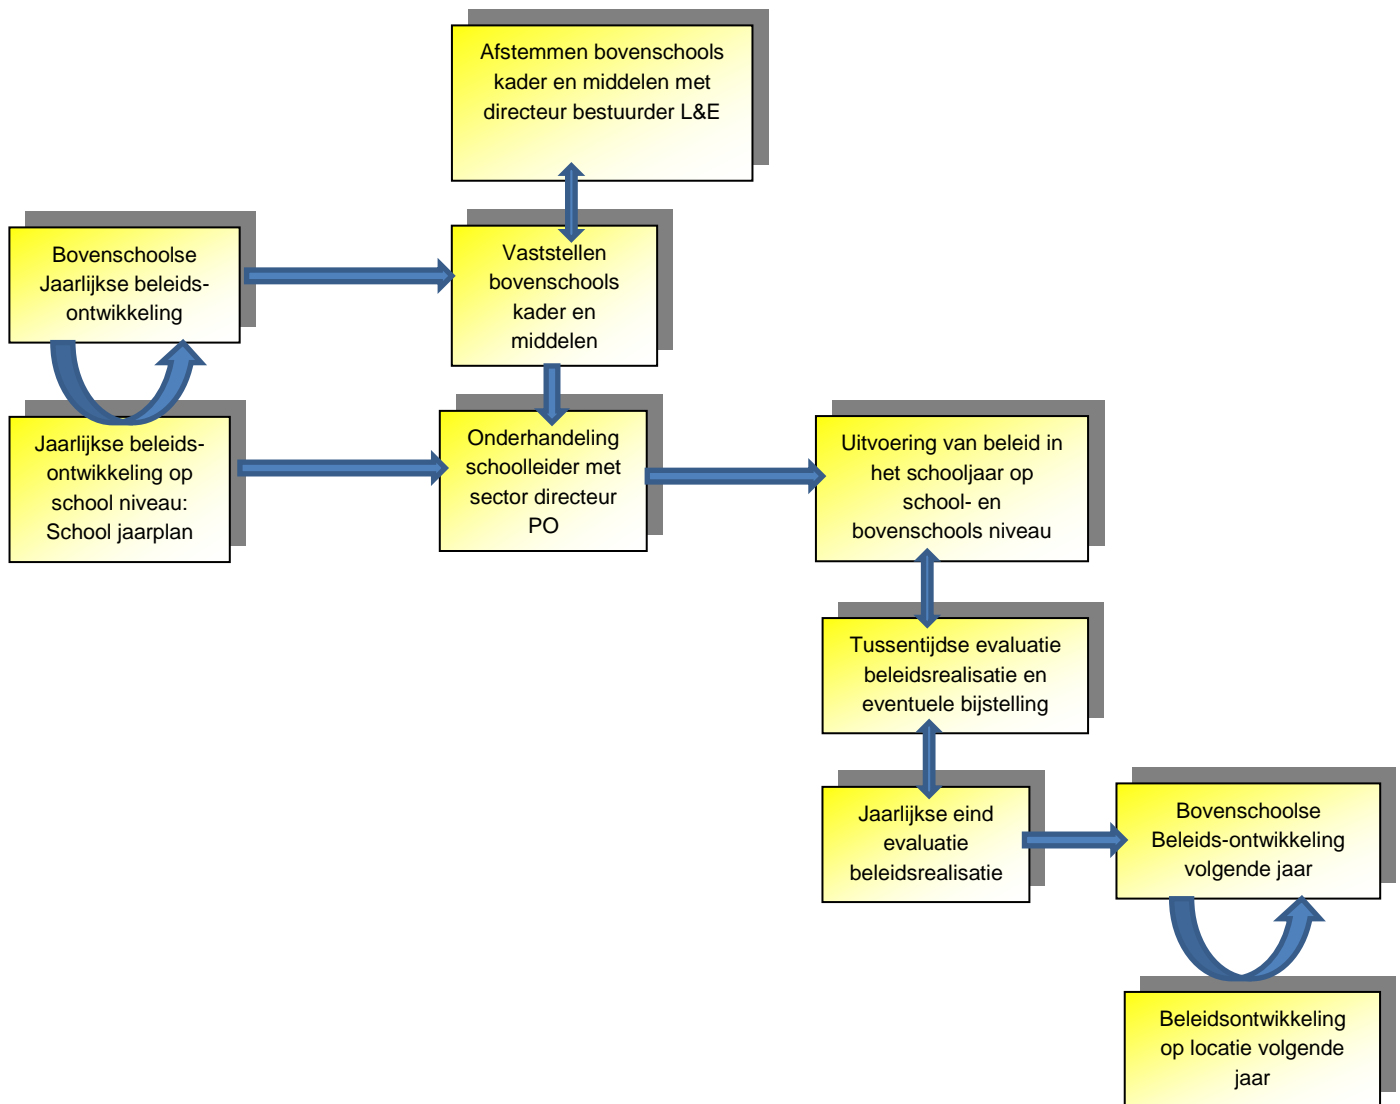 Afstemmen bovenschools
kader en middelen met
directeur bestuurder L&E
Bovenschoolse
Jaarlijkse beleids-
ontwikkeling
Vaststellen
bovenschools
kader en
middelen
Jaarlijkse beleids-
ontwikkeling op
school niveau:
School jaarplan
Onderhandeling
schoolleider met
sector directeur
PO
Uitvoering van beleid in
het schooljaar op
school- en
bovenschools niveau
Tussentijdse evaluatie
beleidsrealisatie en
eventuele bijstelling
Jaarlijkse eind
evaluatie
beleidsrealisatie
Bovenschoolse
Beleids-ontwikkeling
volgende jaar
Beleidsontwikkeling
op locatie volgende
jaar